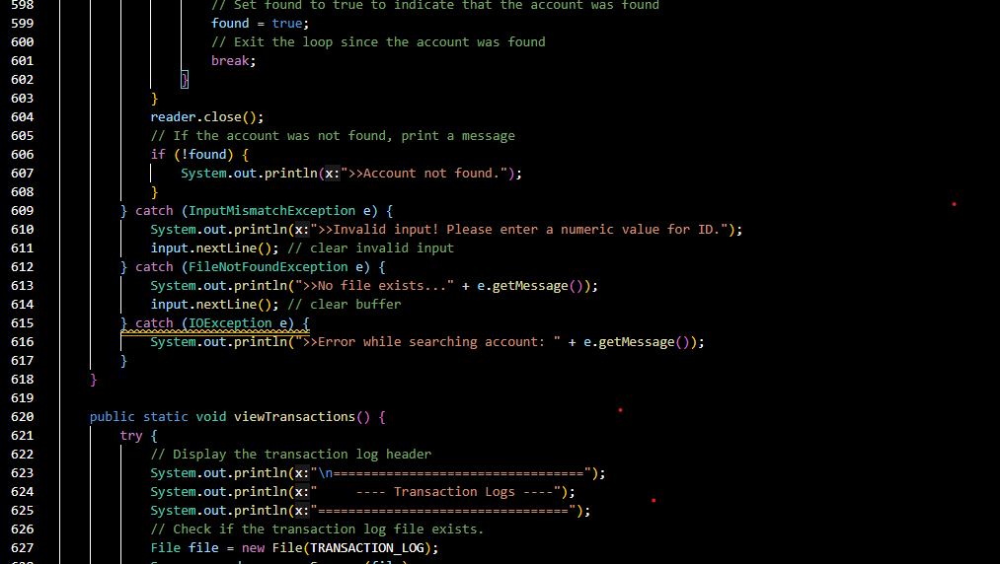 598 // Set found to true to indicate that the account was found
599 found = true;
600 // Exit the loop since the account was found
601 break;
602 }
603 }
604 reader.close();
605 // If the account was not found, print a message
606 if (!found) {
607 System.out.println(x:">>Account not found.");
608 }
609 } catch (InputMismatchException e) {
610 System.out.println(x:">>Invalid input! Please enter a numeric value for ID.");
611 input.nextLine(); // clear invalid input
612 } catch (FileNotFoundException e) {
613 System.out.println(">>No file exists..." + e.getMessage());
614 input.nextLine(); // clear buffer
615 } catch (IOException e) {
616 System.out.println(">>Error while searching account: " + e.getMessage());
617 }
618 }
619
620 public static void viewTransactions() {
621 try {
622 // Display the transaction log header
623 System.out.println(x:"\n=================================");
624 System.out.println(x:"     ---- Transaction Logs ----");
625 System.out.println(x:"=================================");
626 // Check if the transaction log file exists.
627 File file = new File(TRANSACTION_LOG);